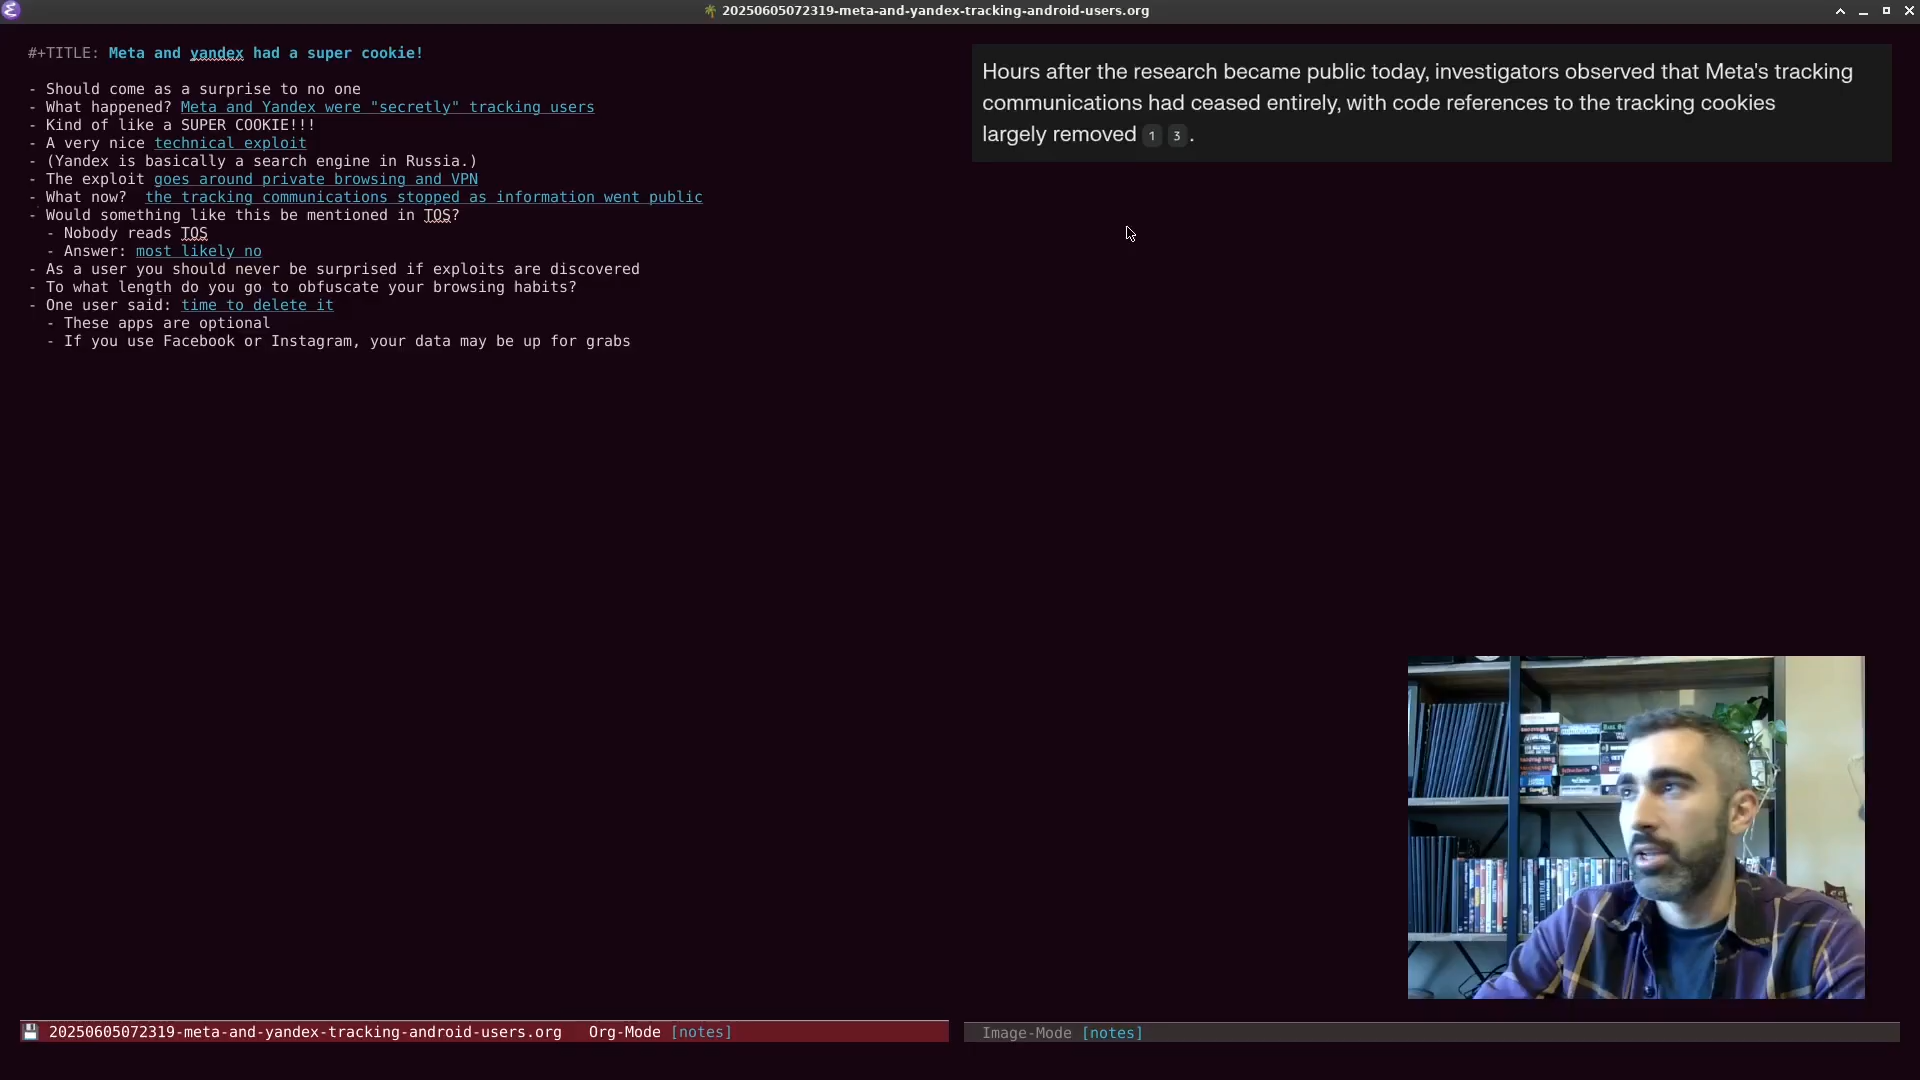 20250605072319-meta-and-yandex-tracking-android-users.org
#+TITLE: Meta and yandex had a super cookie!
- Should come as a surprise to no one
- What happened? Meta and Yandex were "secretly" tracking users
- Kind of like a SUPER COOKIE!!!
- A very nice technical exploit
- (Yandex is basically a search engine in Russia.)
- The exploit goes around private browsing and VPN
- What now?  the tracking communications stopped as information went public
- Would something like this be mentioned in TOS?
- Nobody reads TOS
- Answer: most likely no
- As a user you should never be surprised if exploits are discovered
- To what length do you go to obfuscate your browsing habits?
- One user said: time to delete it
- These apps are optional
- If you use Facebook or Instagram, your data may be up for grabs
Hours after the research became public today, investigators observed that Meta's tracking
communications had ceased entirely, with code references to the tracking cookies
largely removed 1 3.
20250605072319-meta-and-yandex-tracking-android-users.org Org-Mode [notes]
Image-Mode [notes]